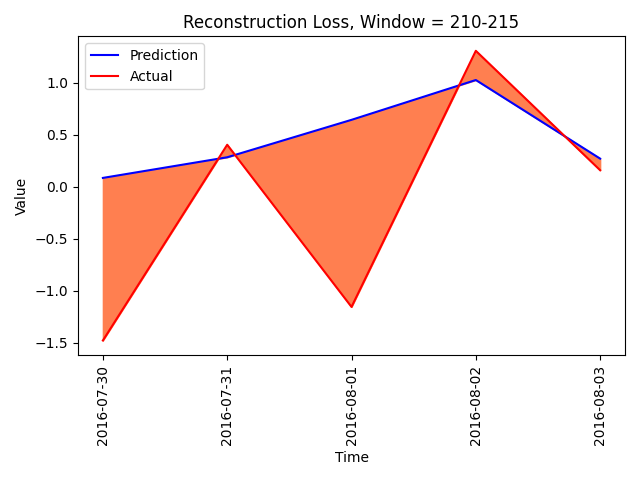 Reconstruction Loss, Window = 210-215
Prediction
Actual
1.0
0.5
0.0
−0.5
−1.0
−1.5
Value
2016-07-30
2016-07-31
2016-08-01
2016-08-02
2016-08-03
Time